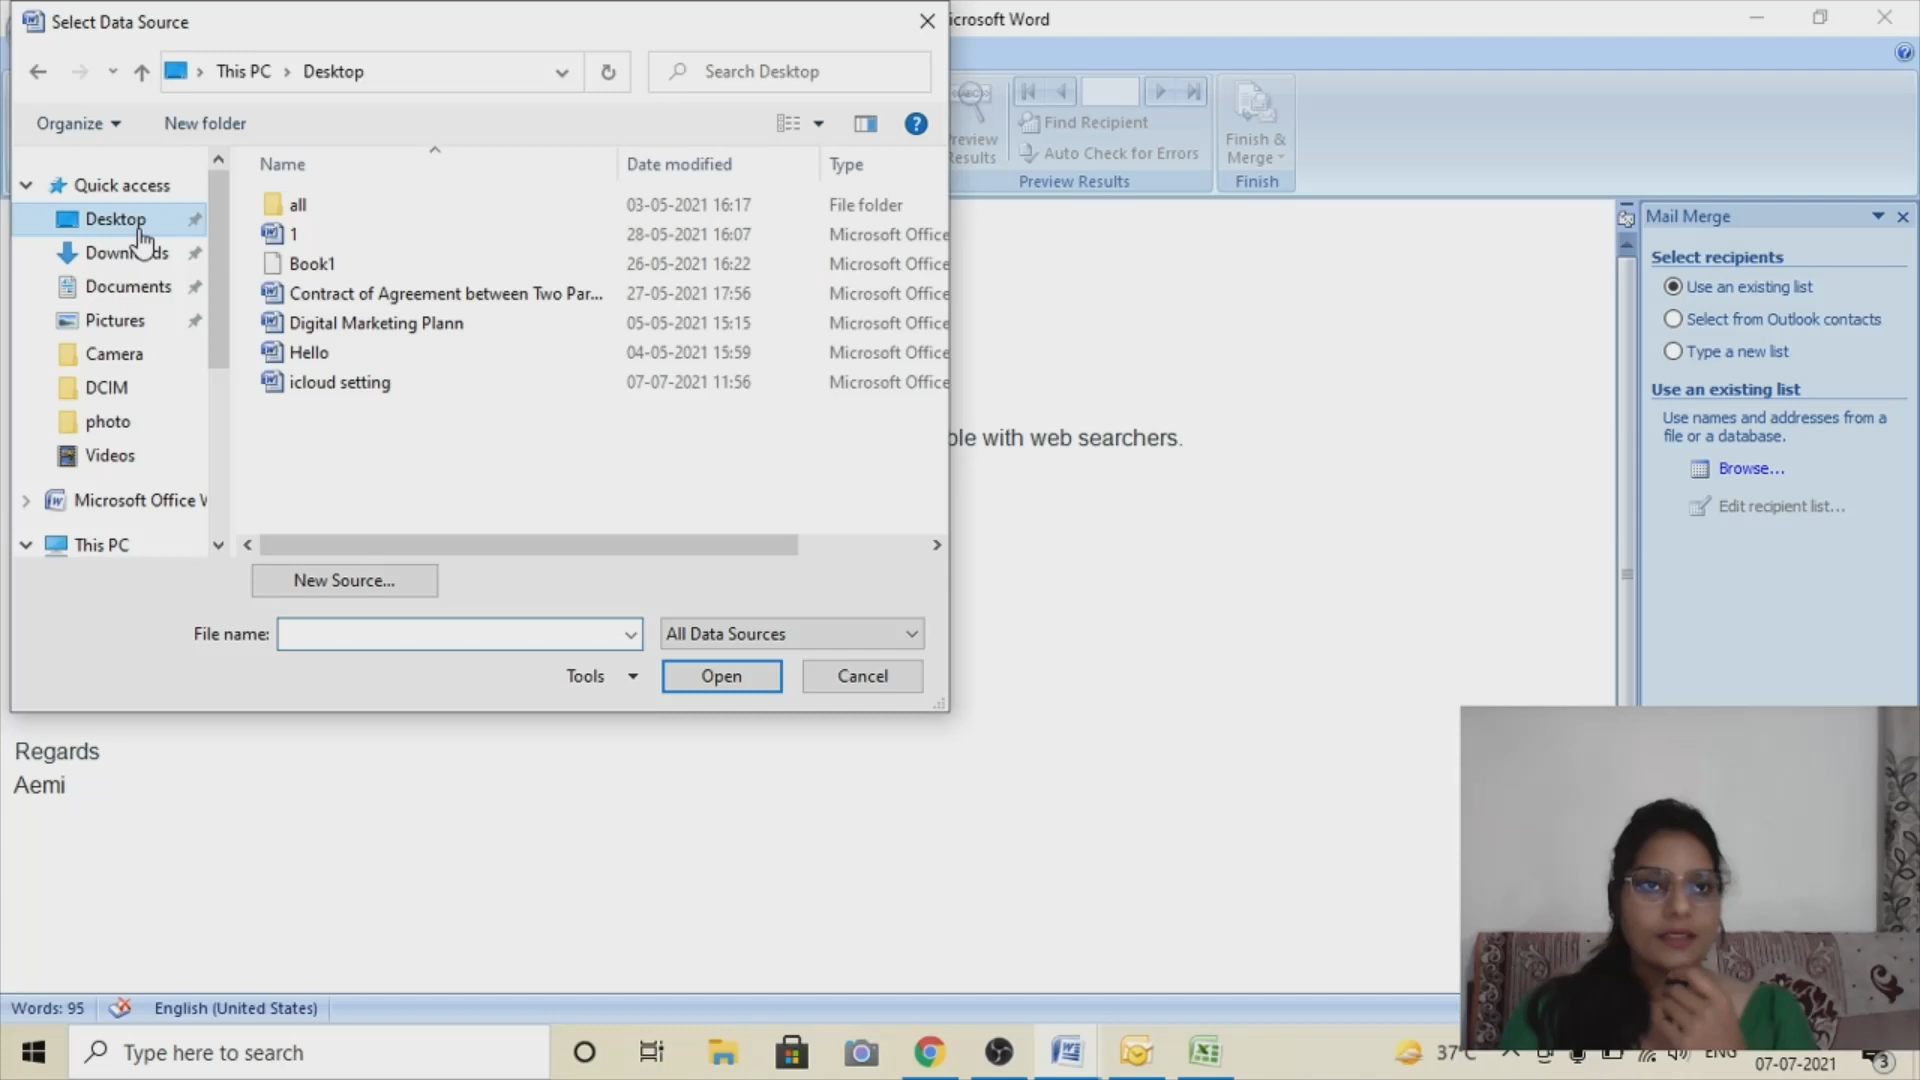 Select Data Source
icrosoft Word
This PC
Desktop
Search Desktop
Organize
New folder
Find Recipient
Auto Check for Errors
Preview Results
Finish &
Merge
Finish
Name
Date modified
Type
Quick access
Desktop
Downloads
Documents
Pictures
Camera
DCIM
photo
Videos
Microsoft Office W
This PC
all 03-05-2021 16:17 File folder
1 28-05-2021 16:07 Microsoft Office
Book1 26-05-2021 16:22 Microsoft Office
Contract of Agreement between Two Par... 27-05-2021 17:56 Microsoft Office
Digital Marketing Plann 05-05-2021 15:15 Microsoft Office
Hello 04-05-2021 15:59 Microsoft Office
icloud setting 07-07-2021 11:56 Microsoft Office
New Source...
File name:
All Data Sources
Tools
Open
Cancel
ole with web searchers.
Mail Merge
Select recipients
Use an existing list
Select from Outlook contacts
Type a new list
Use an existing list
Use names and addresses from a
file or a database.
Browse...
Edit recipient list...
Regards
Aemi
Words: 95
English (United States)
Type here to search
37°C
ENG
07-07-2021
3